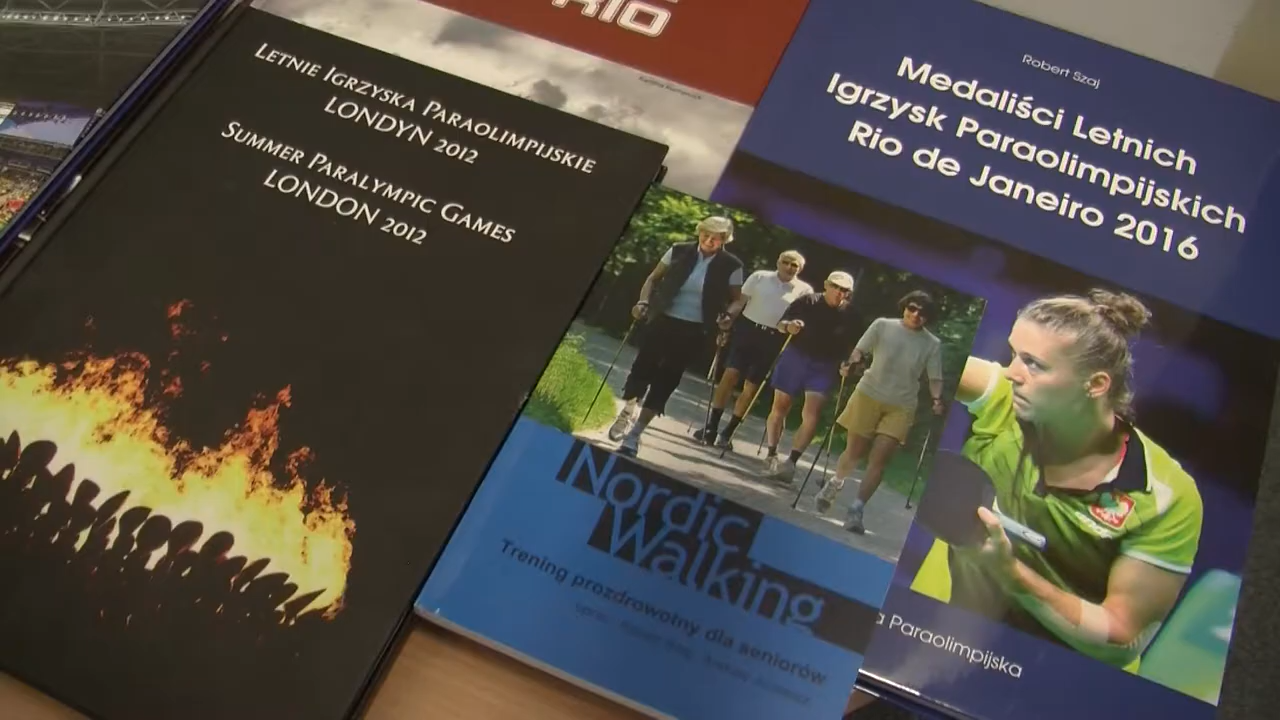 LETNIE IGRZYSKA PARAOLIMPIJSKIE
LONDYN 2012
SUMMER PARALYMPIC GAMES
LONDON 2012
RIO
Robert Szaj
Medaliści Letnich
Igrzysk Paraolimpijskich
Rio de Janeiro 2016
a Paraolimpijska
Nordic
Walking
Trening prozdrowotny dla seniorów